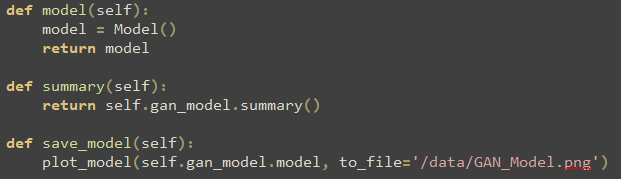 def model(self):
    model = Model()
    return model

def summary(self):
    return self.gan_model.summary()

def save_model(self):
    plot_model(self.gan_model.model, to_file='/data/GAN_Model.png')